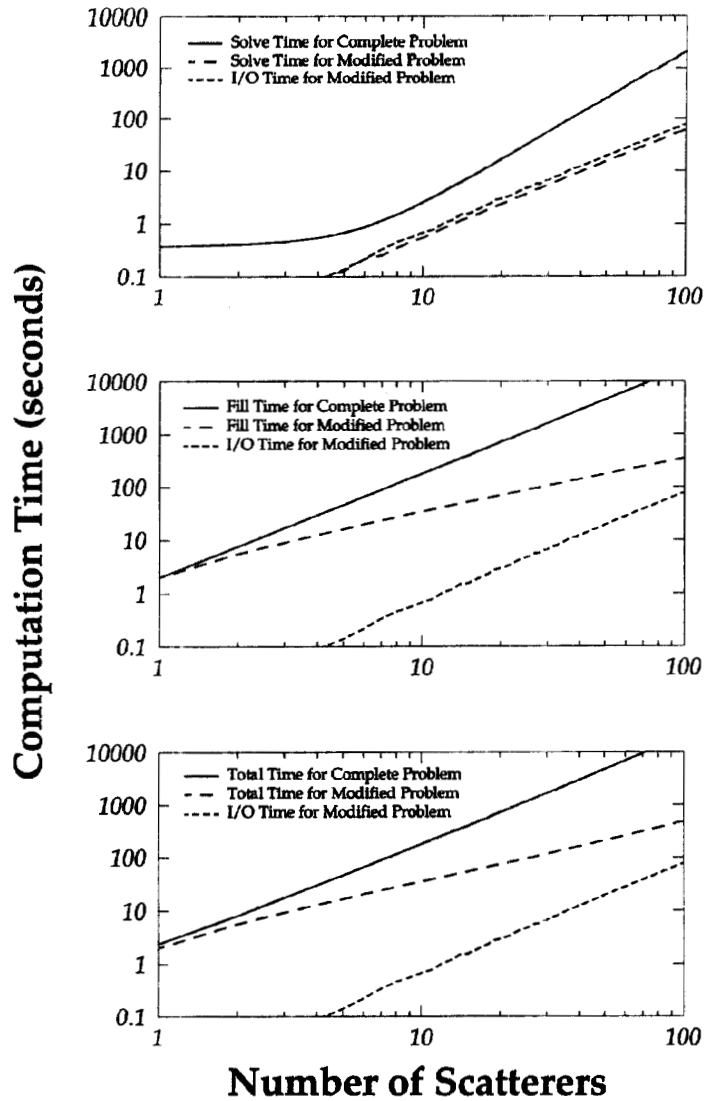 Computation Time (seconds)
10000
1000
100
10
1
0.1
Solve Time for Complete Problem
Solve Time for Modified Problem
I/O Time for Modified Problem
1
10
100
10000
1000
100
10
1
0.1
Fill Time for Complete Problem
Fill Time for Modified Problem
I/O Time for Modified Problem
1
10
100
10000
1000
100
10
1
0.1
Total Time for Complete Problem
Total Time for Modified Problem
I/O Time for Modified Problem
1
10
100
Number of Scatterers